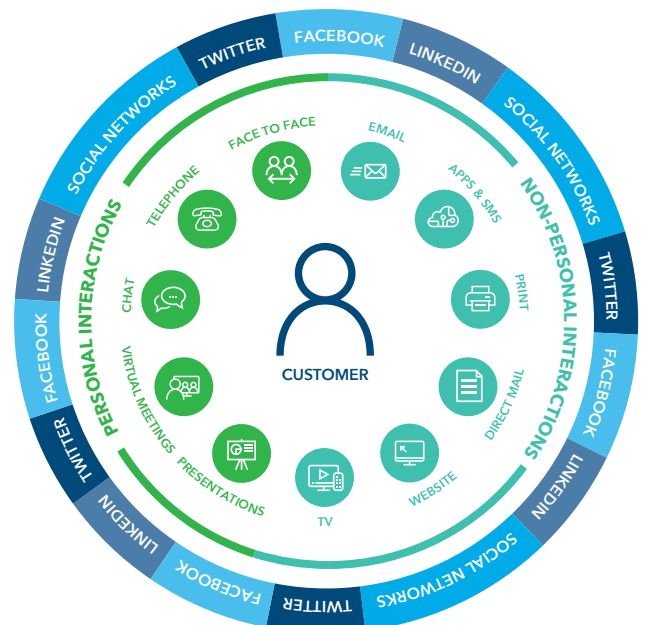 FACEBOOK
LINKEDIN
SOCIAL NETWORKS
TWITTER
FACEBOOK
LINKEDIN
SOCIAL NETWORKS
TWITTER
FACEBOOK
LINKEDIN
TWITTER
FACEBOOK
LINKEDIN
SOCIAL NETWORKS
TWITTER
PERSONAL INTERACTIONS
NON-PERSONAL INTERACTIONS
FACE TO FACE
EMAIL
APPS & SMS
PRINT
DIRECT MAIL
WEBSITE
TV
PRESENTATIONS
VIRTUAL MEETINGS
CHAT
TELEPHONE
CUSTOMER